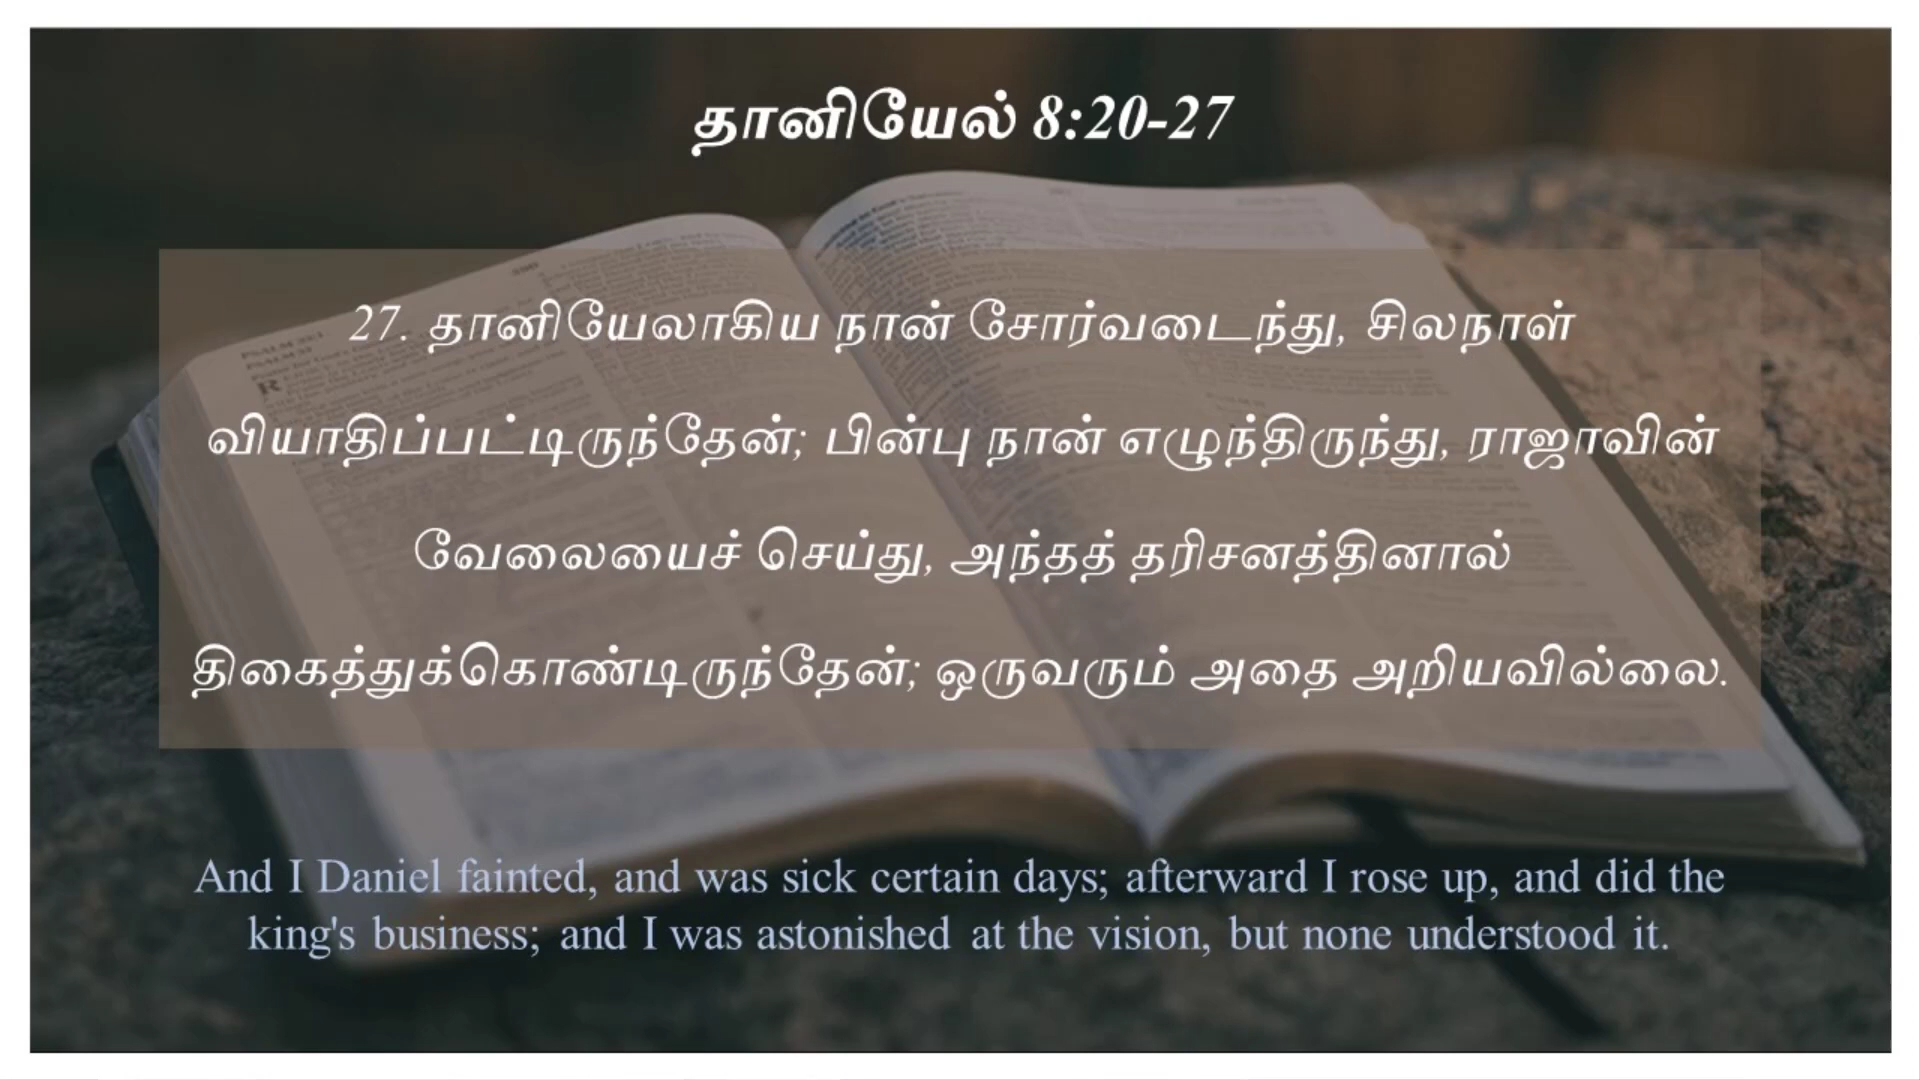 தானியேல் 8:20-27
27. தானியேலாகிய நான் சோர்வடைந்து, சிலநாள்
வியாதிப்பட்டிருந்தேன்; பின்பு நான் எழுந்திருந்து, ராஜாவின்
வேலையைச் செய்து, அந்தத் தரிசனத்தினால்
திகைத்துக்கொண்டிருந்தேன்; ஒருவரும் அதை அறியவில்லை.
And I Daniel fainted, and was sick certain days; afterward I rose up, and did the
king's business; and I was astonished at the vision, but none understood it.